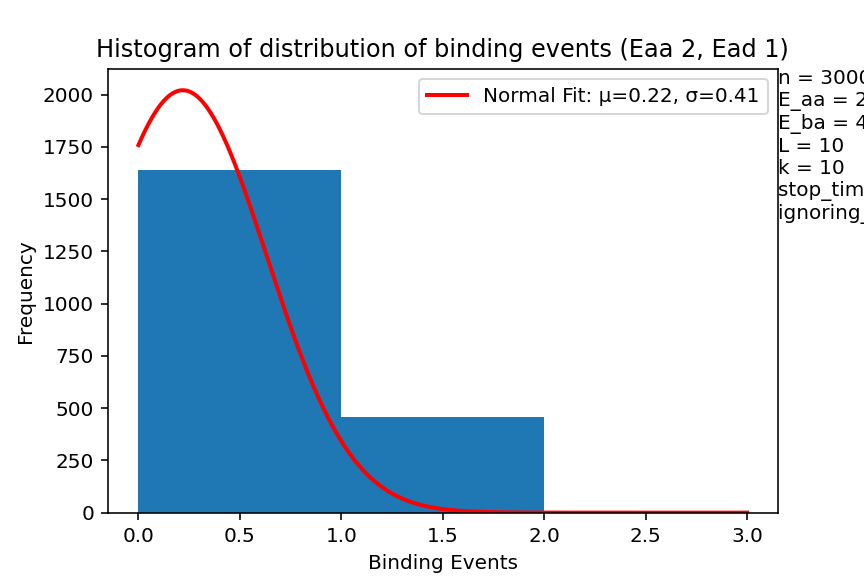 Histogram of distribution of binding events (Eaa 2, Ead 1)
Normal Fit: μ=0.22, σ=0.41
n = 3000
E_aa = 2
E_ba = 4
L = 10
k = 10
stop_tim
ignoring_
Frequency
2000
1750
1500
1250
1000
750
500
250
0
0.0 0.5 1.0 1.5 2.0 2.5 3.0
Binding Events